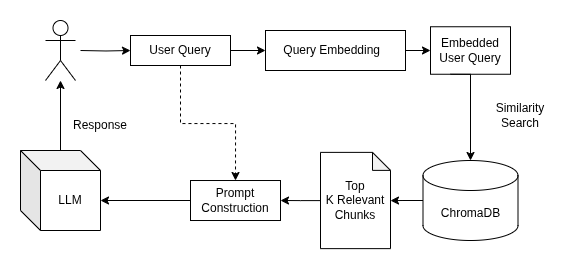 User Query
Query Embedding
Embedded
User Query
Similarity
Search
Response
LLM
Prompt
Construction
Top
K Relevant
Chunks
ChromaDB